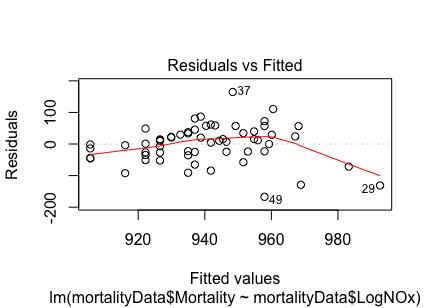 Residuals vs Fitted
Residuals
100
0
-200
37
29
49
920 940 960 980
Fitted values
lm(mortalityData$Mortality ~ mortalityData$LogNOx)